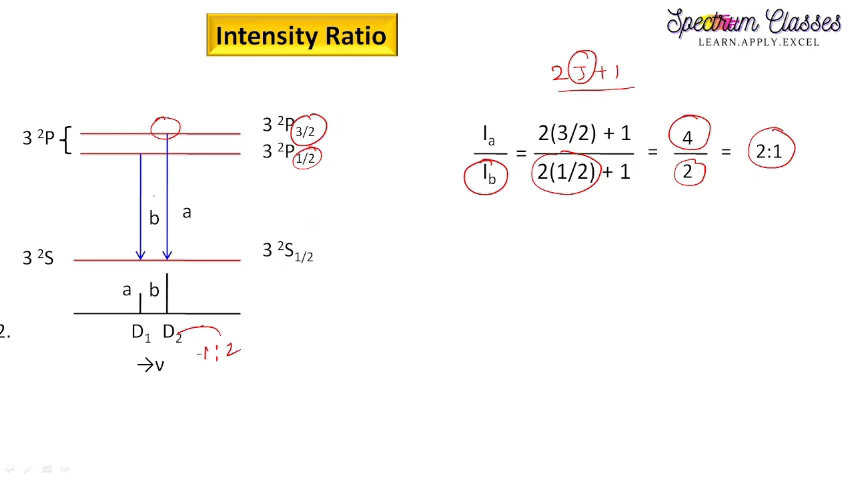 Intensity Ratio
Spectrum Classes
LEARN.APPLY.EXCEL
2J+1
3 ²P
3 ²P3/2
3 ²P1/2
b a
3 ²S
3 ²S1/2
a b
2.
D₁ D₂
1:2
→ν
Ia/Ib = (2(3/2) + 1)/(2(1/2) + 1) = 4/2 = 2:1